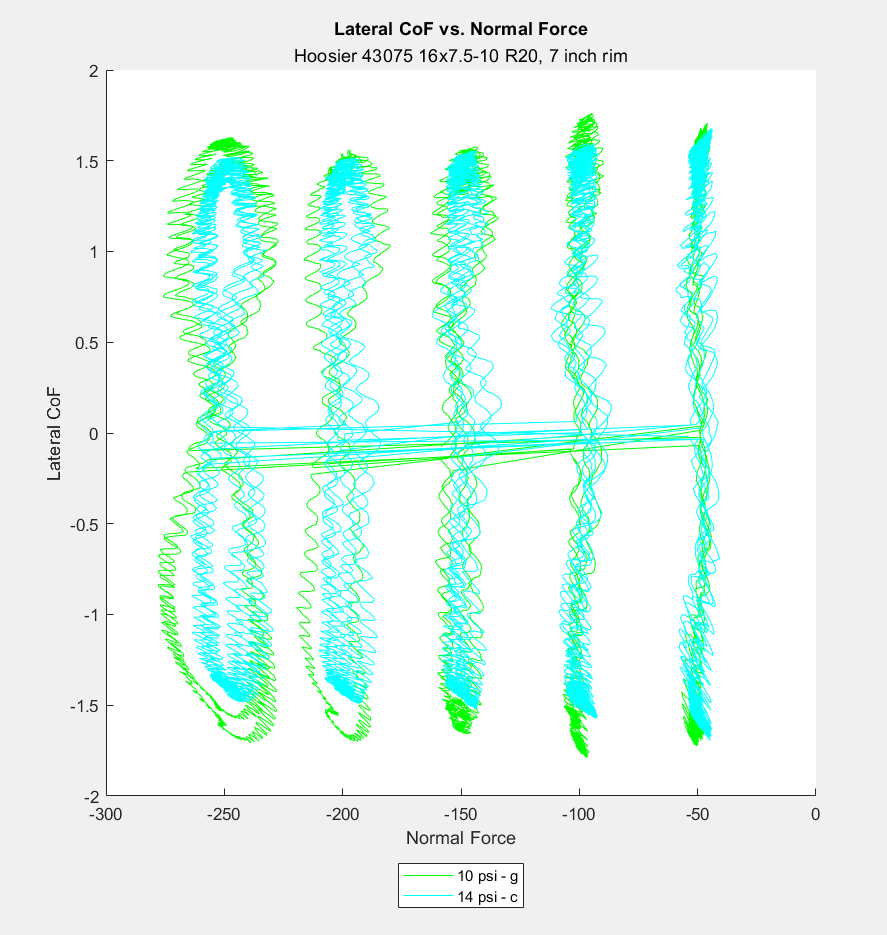 Lateral CoF vs. Normal Force
Hoosier 43075 16x7.5-10 R20, 7 inch rim
2
1.5
1
0.5
0
-0.5
-1
-1.5
-2
Lateral CoF
-300
-250
-200
-150
-100
-50
0
Normal Force
10 psi - g
14 psi - c